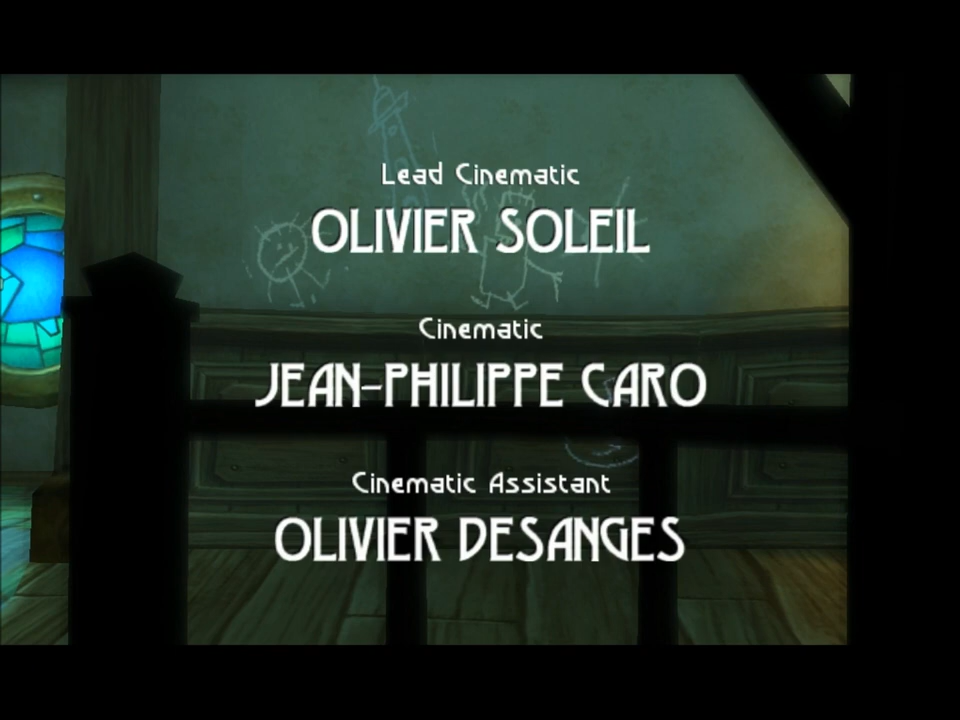 Lead Cinematic
OLIVIER SOLEIL
Cinematic
JEAN-PHILIPPE CARO
Cinematic Assistant
OLIVIER DESANGES